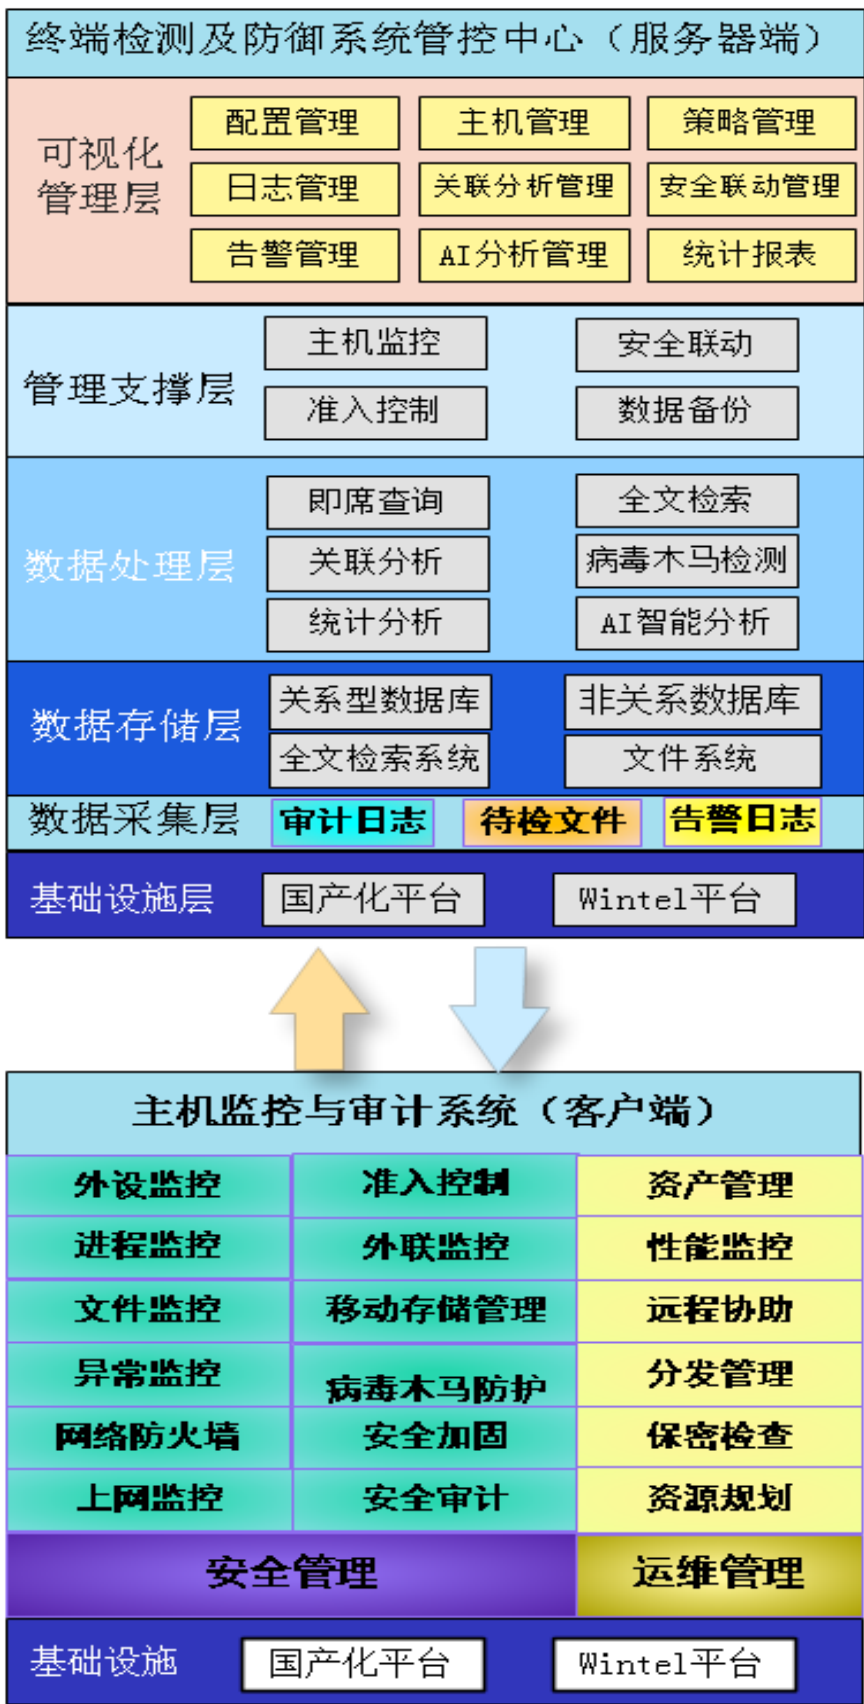 终端检测及防御系统管控中心（服务器端）
可视化
管理层
配置管理 主机管理 策略管理
日志管理 关联分析管理 安全联动管理
告警管理 AI分析管理 统计报表
管理支撑层
主机监控 安全联动
准入控制 数据备份
数据处理层
即席查询 全文检索
关联分析 病毒木马检测
统计分析 AI智能分析
数据存储层
关系型数据库 非关系数据库
全文检索系统 文件系统
数据采集层 审计日志 待检文件 告警日志
基础设施层 国产化平台 Wintel平台
主机监控与审计系统（客户端）
外设监控 准入控制 资产管理
进程监控 外联监控 性能监控
文件监控 移动存储管理 远程协助
异常监控 病毒木马防护 分发管理
网络防火墙 安全加固 保密检查
上网监控 安全审计 资源规划
安全管理 运维管理
基础设施 国产化平台 Wintel平台